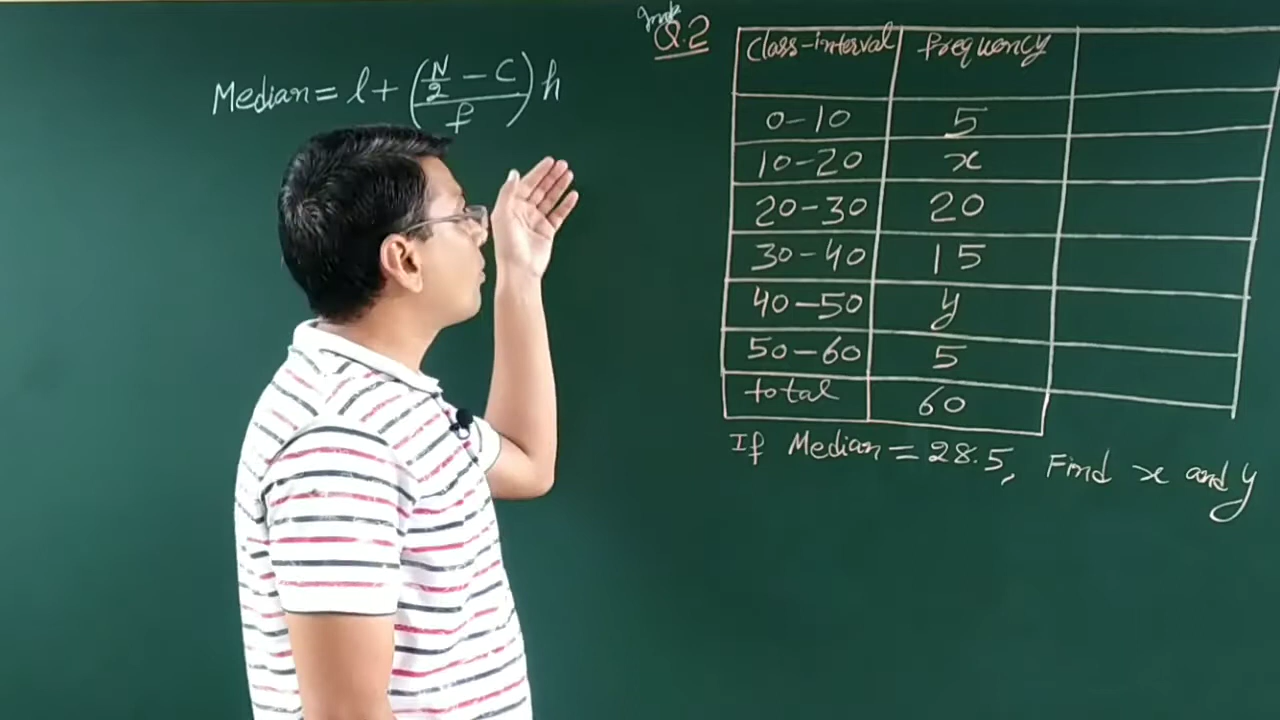 Median = l + (N/2 - C / f) h
Q.2
Class-interval frequency
0-10 5
10-20 x
20-30 20
30-40 15
40-50 y
50-60 5
total 60
If Median = 28.5, Find x and y